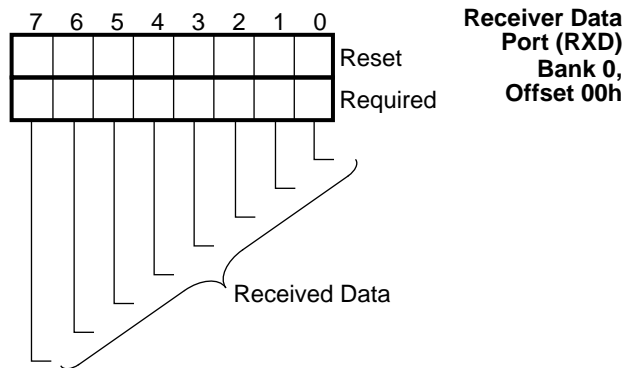 7 6 5 4 3 2 1 0
Reset
Required
Receiver Data
Port (RXD)
Bank 0,
Offset 00h
Received Data